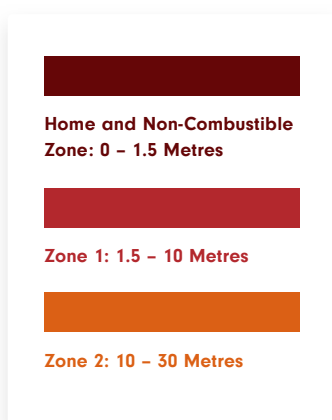 Home and Non-Combustible
Zone: 0 – 1.5 Metres
Zone 1: 1.5 – 10 Metres
Zone 2: 10 – 30 Metres